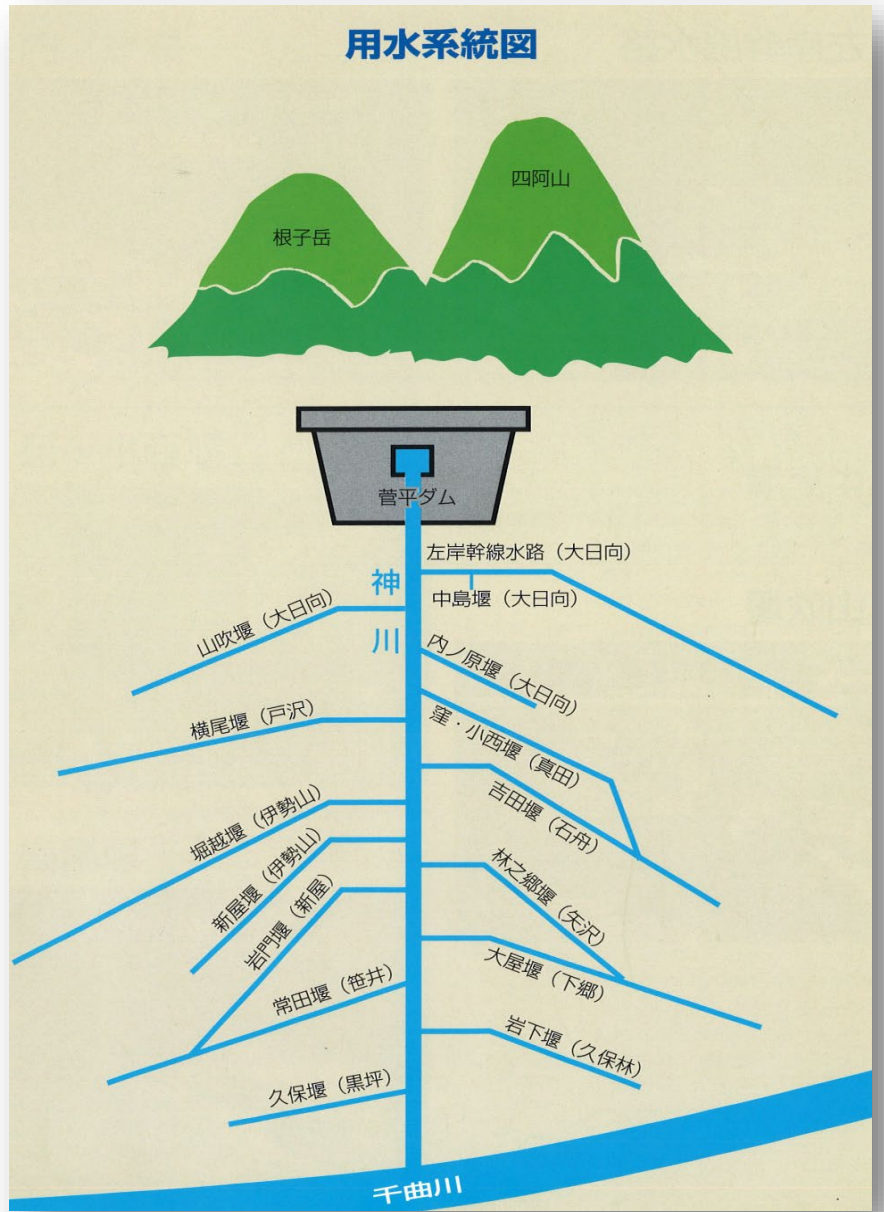 用水系統図
四阿山
根子岳
菅平ダム
神川
左岸幹線水路（大日向）
中島堰（大日向）
山吹堰（大日向）
内ノ原堰（大日向）
窪・小西堰（真田）
横尾堰（戸沢）
吉田堰（石舟）
堀越堰（伊勢山）
新屋堰（伊勢山）
岩門堰（新屋）
林之郷堰（矢沢）
大屋堰（下郷）
常田堰（笹井）
岩下堰（久保林）
久保堰（黒坪）
千曲川